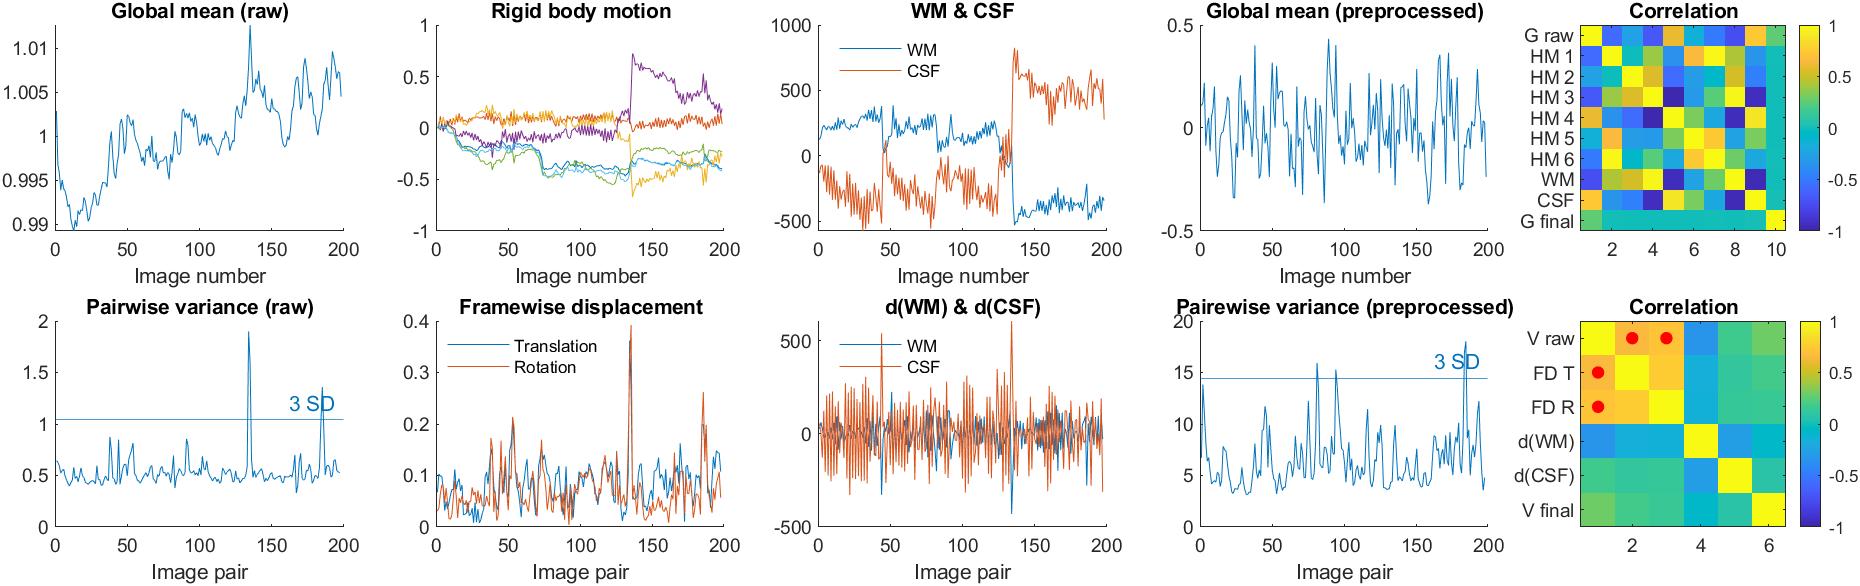 Global mean (raw)
1.01
1.005
1
0.995
0.99
0 50 100 150 200
Image number
Rigid body motion
1
0.5
0
-0.5
-1
0 50 100 150 200
Image number
WM & CSF
1000
500
0
-500
WM
CSF
0 50 100 150 200
Image number
Global mean (preprocessed)
0.5
0
-0.5
0 50 100 150 200
Image number
Correlation
G raw
HM 1
HM 2
HM 3
HM 4
HM 5
HM 6
WM
CSF
G final
2 4 6 8 10
1
0.5
0
-0.5
-1
Pairwise variance (raw)
2
1.5
1
0.5
0
3 SD
0 50 100 150 200
Image pair
Framewise displacement
0.4
0.3
0.2
0.1
0
Translation
Rotation
0 50 100 150 200
Image pair
d(WM) & d(CSF)
500
0
-500
WM
CSF
0 50 100 150 200
Image pair
Pairewise variance (preprocessed)
20
15
10
5
0
3 SD
0 50 100 150 200
Image pair
Correlation
V raw
FD T
FD R
d(WM)
d(CSF)
V final
2 4 6
1
0.5
0
-0.5
-1